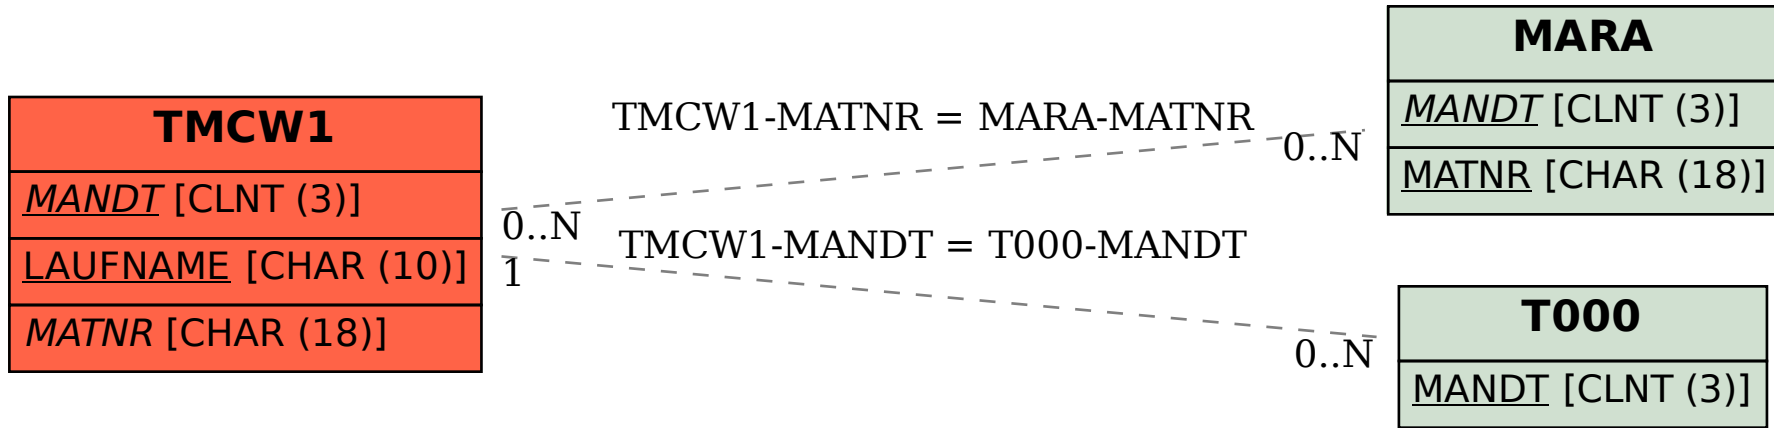 TMCW1
MANDT [CLNT (3)]
LAUFNAME [CHAR (10)]
MATNR [CHAR (18)]
TMCW1-MATNR = MARA-MATNR
0..N
0..N
TMCW1-MANDT = T000-MANDT
1
0..N
MARA
MANDT [CLNT (3)]
MATNR [CHAR (18)]
T000
MANDT [CLNT (3)]